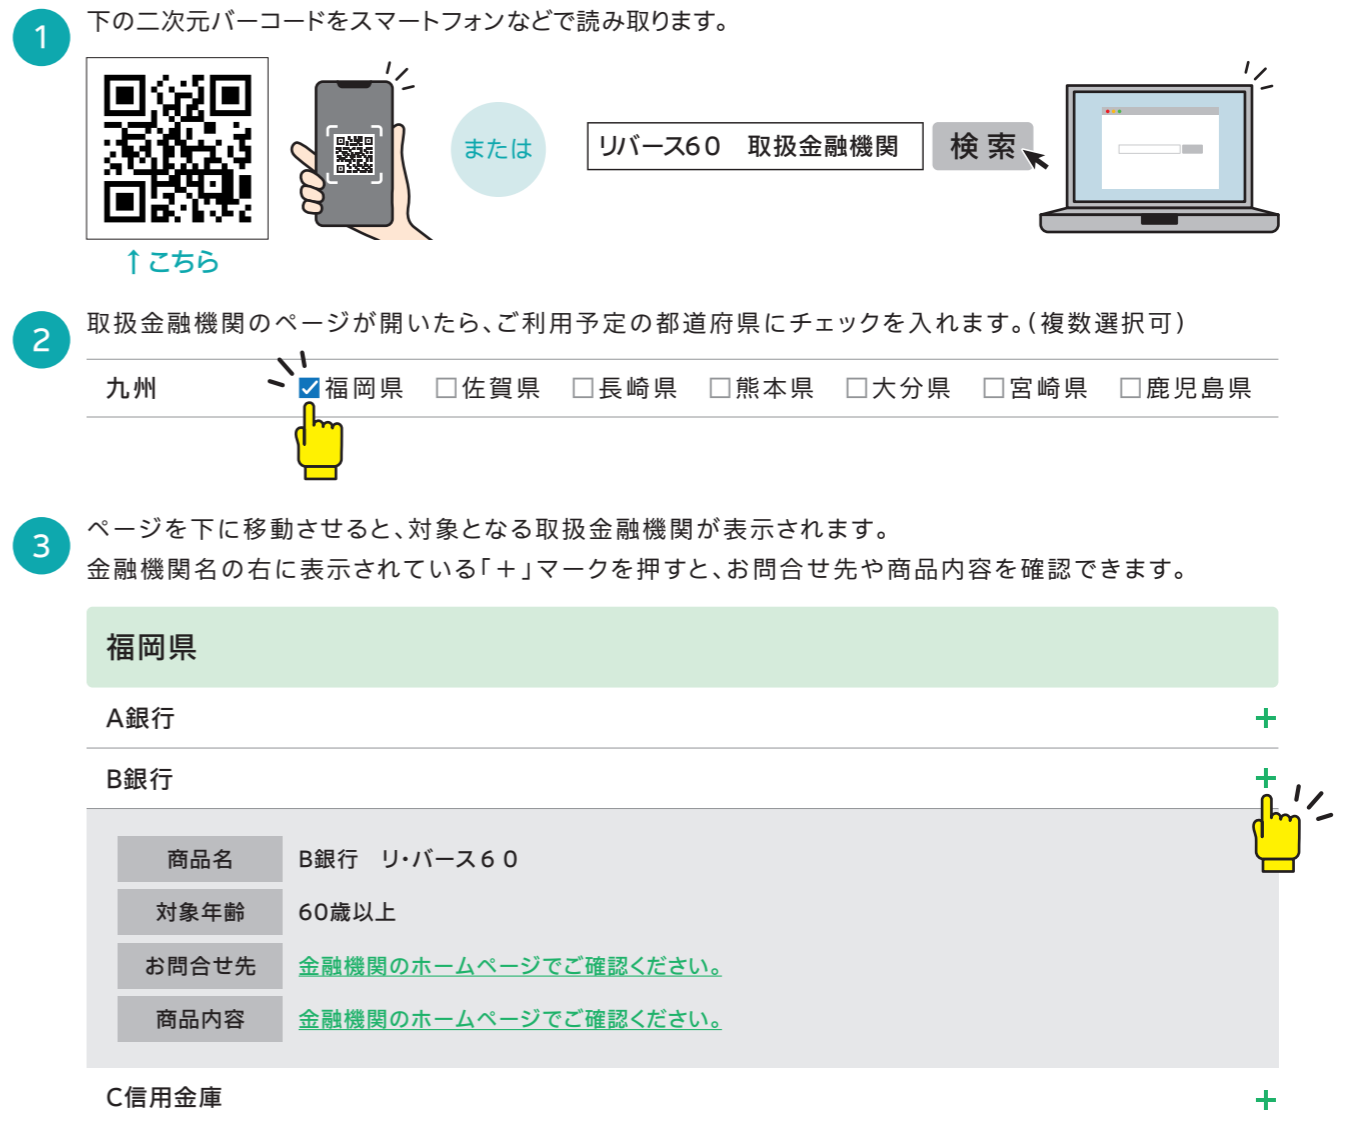 1 下の二次元バーコードをスマートフォンなどで読み取ります。
または
リバース60　取扱金融機関 検索
↑こちら
2 取扱金融機関のページが開いたら、ご利用予定の都道府県にチェックを入れます。(複数選択可)
九州 ☑福岡県 □佐賀県 □長崎県 □熊本県 □大分県 □宮崎県 □鹿児島県
3 ページを下に移動させると、対象となる取扱金融機関が表示されます。
金融機関名の右に表示されている「＋」マークを押すと、お問合せ先や商品内容を確認できます。
福岡県
A銀行 +
B銀行 +
商品名 B銀行　リ・バース６０
対象年齢 60歳以上
お問合せ先 金融機関のホームページでご確認ください。
商品内容 金融機関のホームページでご確認ください。
C信用金庫 +